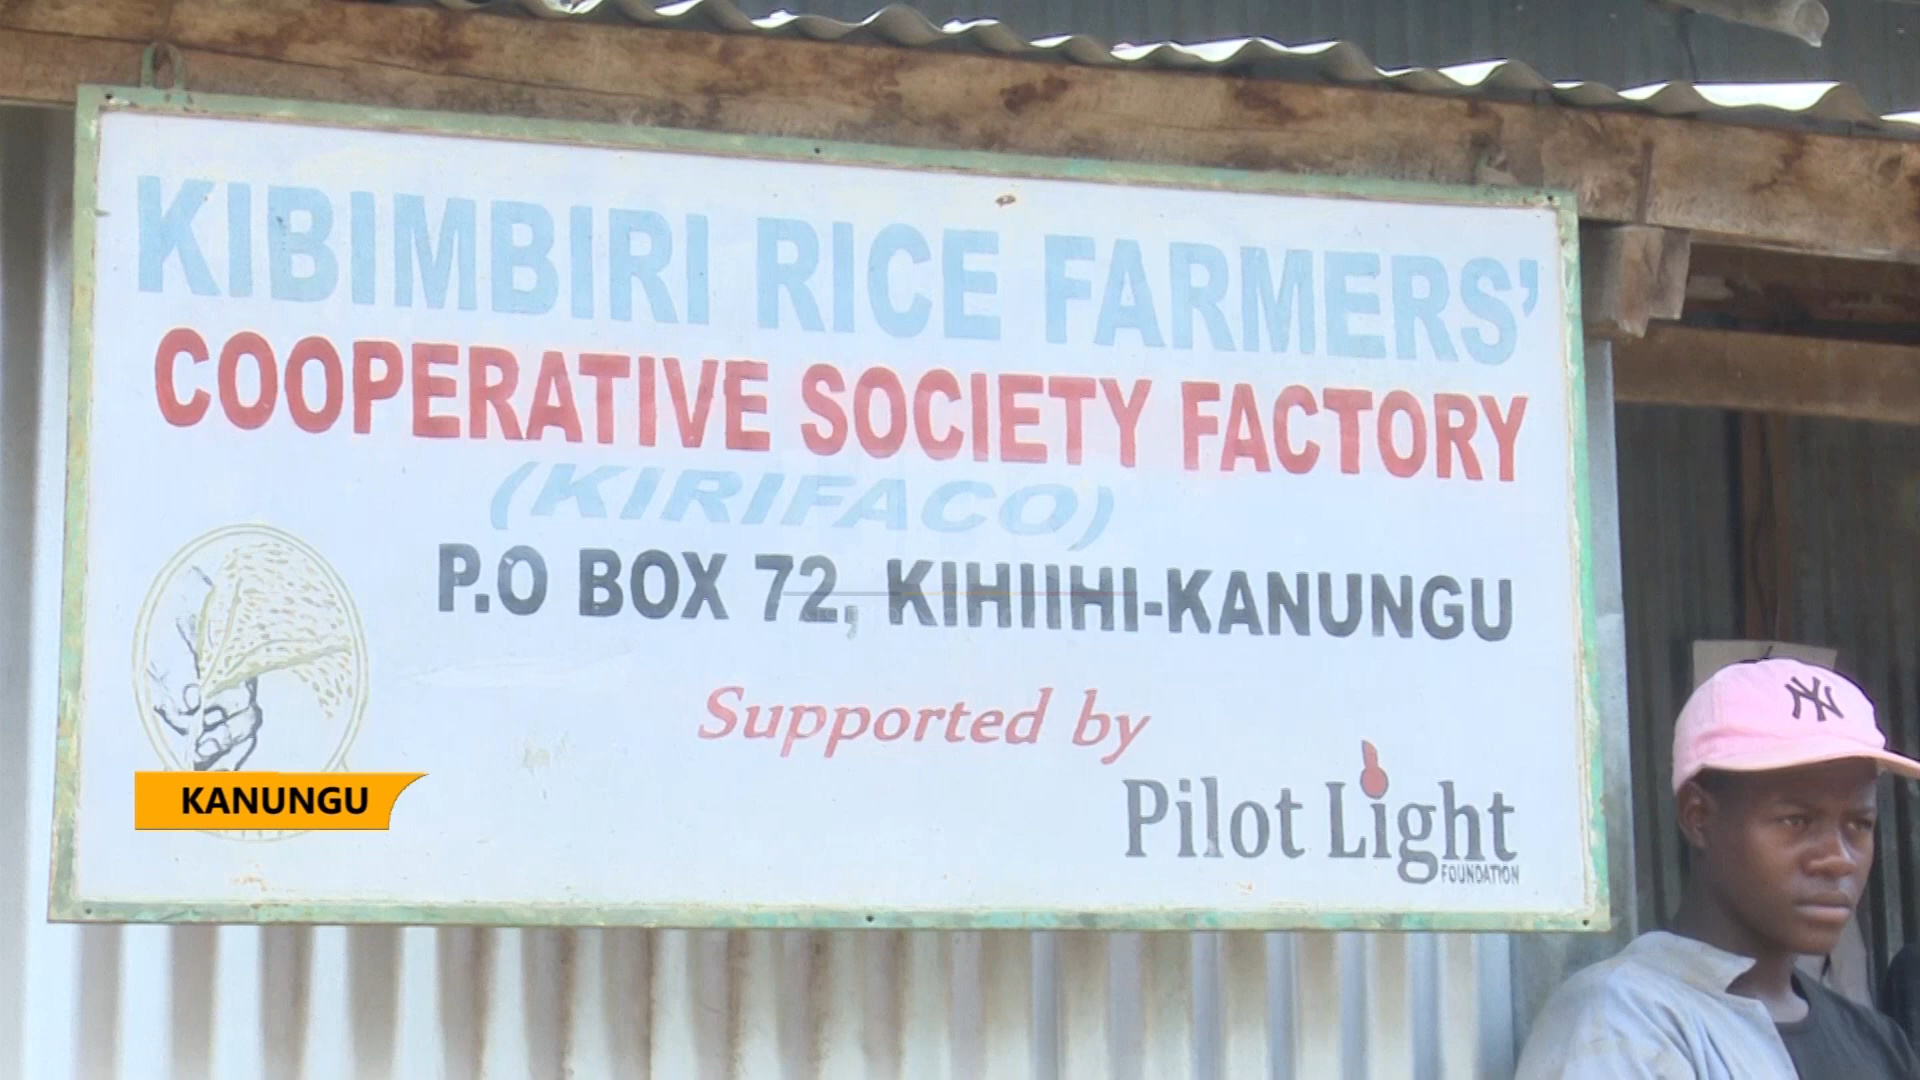 KIBIMBIRI RICE FARMERS'
COOPERATIVE SOCIETY FACTORY
(KIRIFACO)
P.O BOX 72, KIHIIHI-KANUNGU
Supported by
Pilot Light
FOUNDATION
KANUNGU
NY